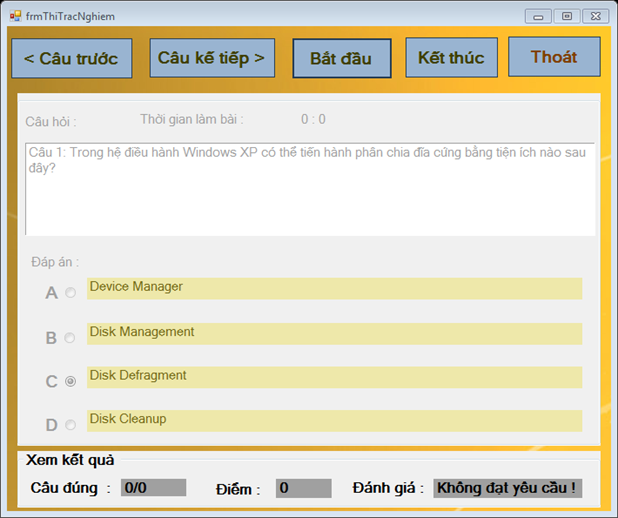 frmThiTracNghiem
< Câu trước
Câu kế tiếp >
Bắt đầu
Kết thúc
Thoát
Câu hỏi :
Thời gian làm bài :
0 : 0
Câu 1: Trong hệ điều hành Windows XP có thể tiến hành phân chia đĩa cứng bằng tiện ích nào sau
đây?
Đáp án :
A
Device Manager
B
Disk Management
C
Disk Defragment
D
Disk Cleanup
Xem kết quả
Câu đúng :
0/0
Điểm :
0
Đánh giá :
Không đạt yêu cầu !